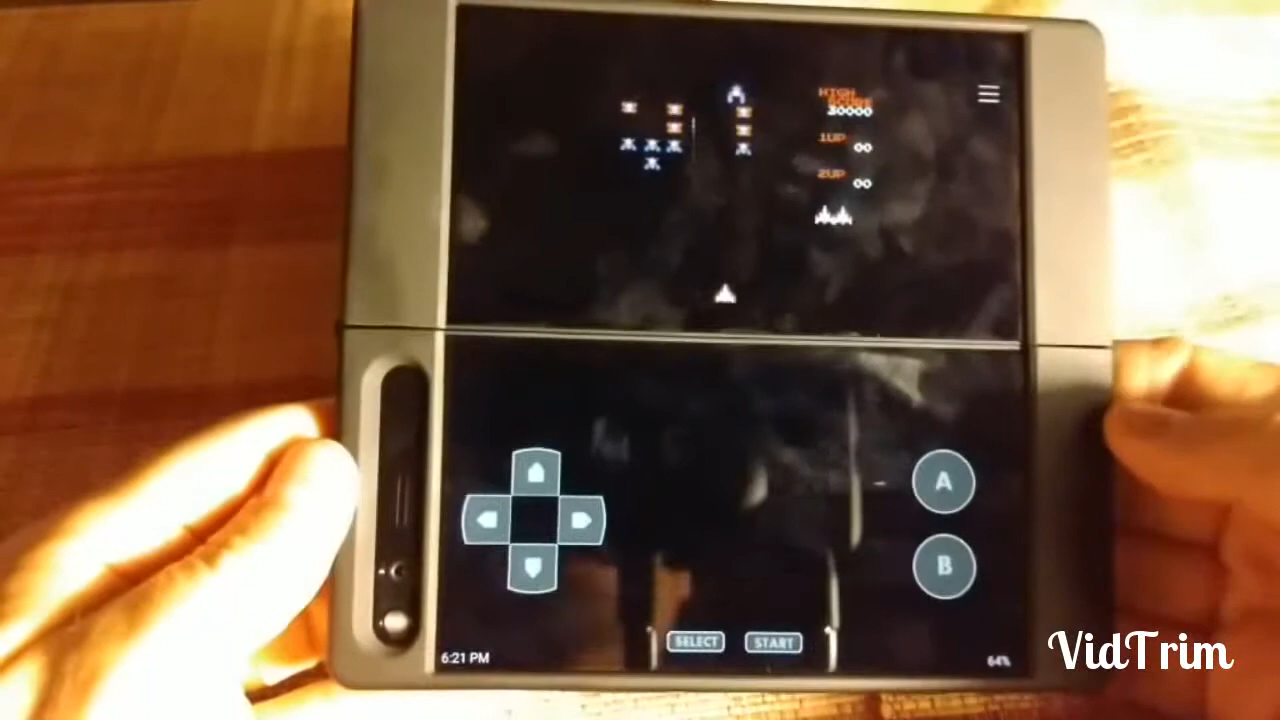 HIGH
SCORE
30000
1UP
00
2UP
00
A
B
SELECT START
6:21 PM
64%
VidTrim